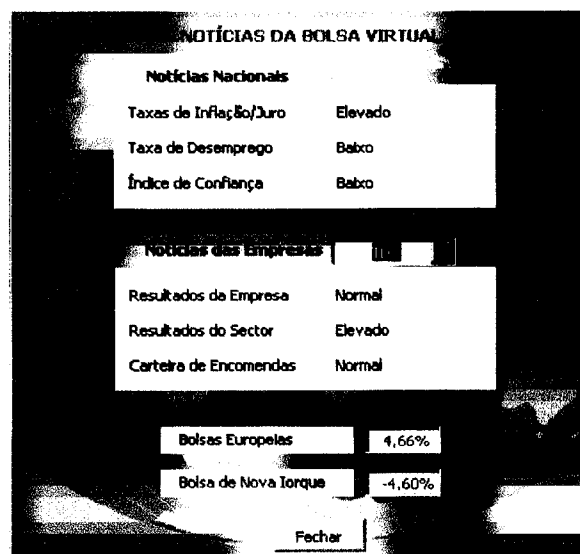 NOTÍCIAS DA BOLSA VIRTUAL
Notícias Nacionais
Taxas de Inflação/Juro Elevado
Taxa de Desemprego Baixo
Índice de Confiança Baixo
Notícias das Empresas
Resultados da Empresa Normal
Resultados do Sector Elevado
Carteira de Encomendas Normal
Bolsas Europeias 4,66%
Bolsa de Nova Iorque -4,60%
Fechar